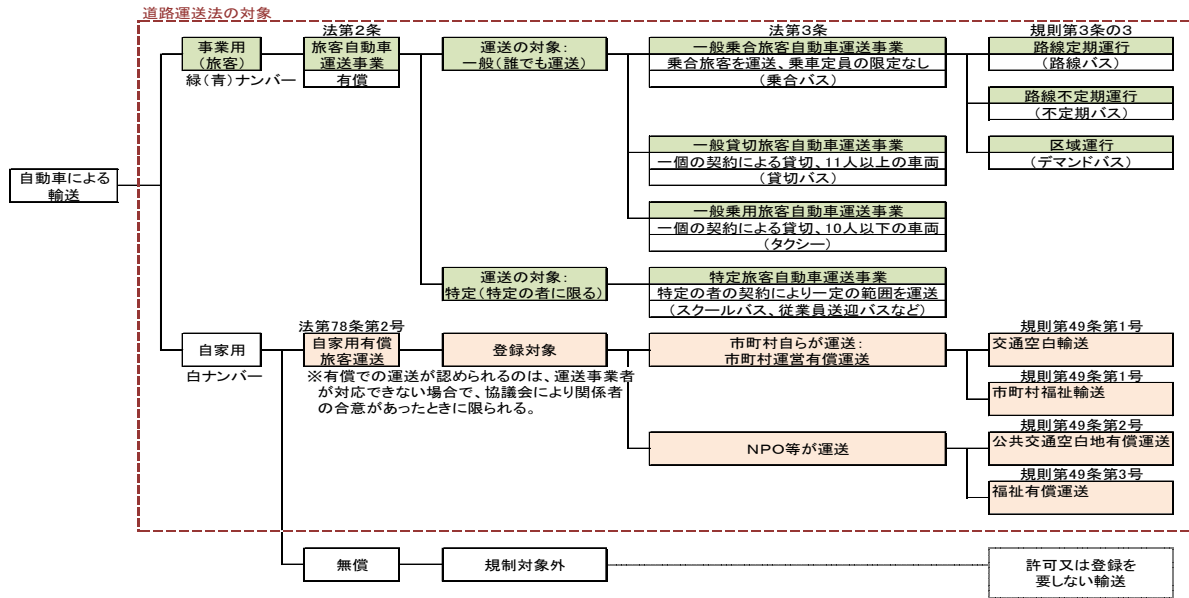 道路運送法の対象
法第2条
法第3条
規則第3条の3
事業用
(旅客)
緑(青)ナンバー
旅客自動車
運送事業
有償
運送の対象:
一般(誰でも運送)
一般乗合旅客自動車運送事業
乗合旅客を運送、乗車定員の限定なし
(乗合バス)
路線定期運行
(路線バス)
路線不定期運行
(不定期バス)
区域運行
(デマンドバス)
一般貸切旅客自動車運送事業
一個の契約による貸切、11人以上の車両
(貸切バス)
自動車による
輸送
一般乗用旅客自動車運送事業
一個の契約による貸切、10人以下の車両
(タクシー)
運送の対象:
特定(特定の者に限る)
特定旅客自動車運送事業
特定の者の契約により一定の範囲を運送
(スクールバス、従業員送迎バスなど)
法第78条第2号
自家用
白ナンバー
自家用有償
旅客運送
登録対象
※有償での運送が認められるのは、運送事業者
が対応できない場合で、協議会により関係者
の合意があったときに限られる。
市町村自らが運送:
市町村運営有償運送
規則第49条第1号
交通空白輸送
規則第49条第1号
市町村福祉輸送
NPO等が運送
規則第49条第2号
公共交通空白地有償運送
規則第49条第3号
福祉有償運送
無償
規制対象外
許可又は登録を
要しない輸送